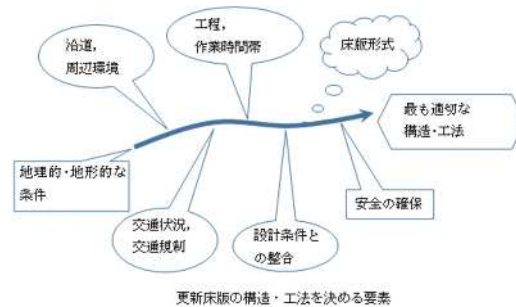 工程,
作業時間帯
床版形式
沿道,
周辺環境
最も適切な
構造・工法
地理的・地形的な
条件
交通状況,
交通規制
設計条件と
の整合
安全の確保
更新床版の構造・工法を決める要素